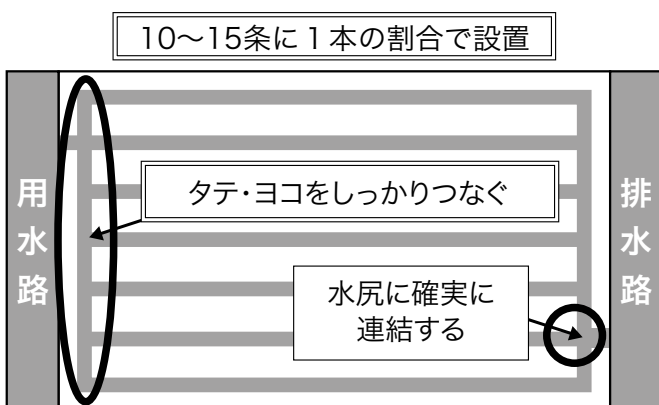 10～15条に１本の割合で設置
用水路
タテ・ヨコをしっかりつなぐ
水尻に確実に
連結する
排水路